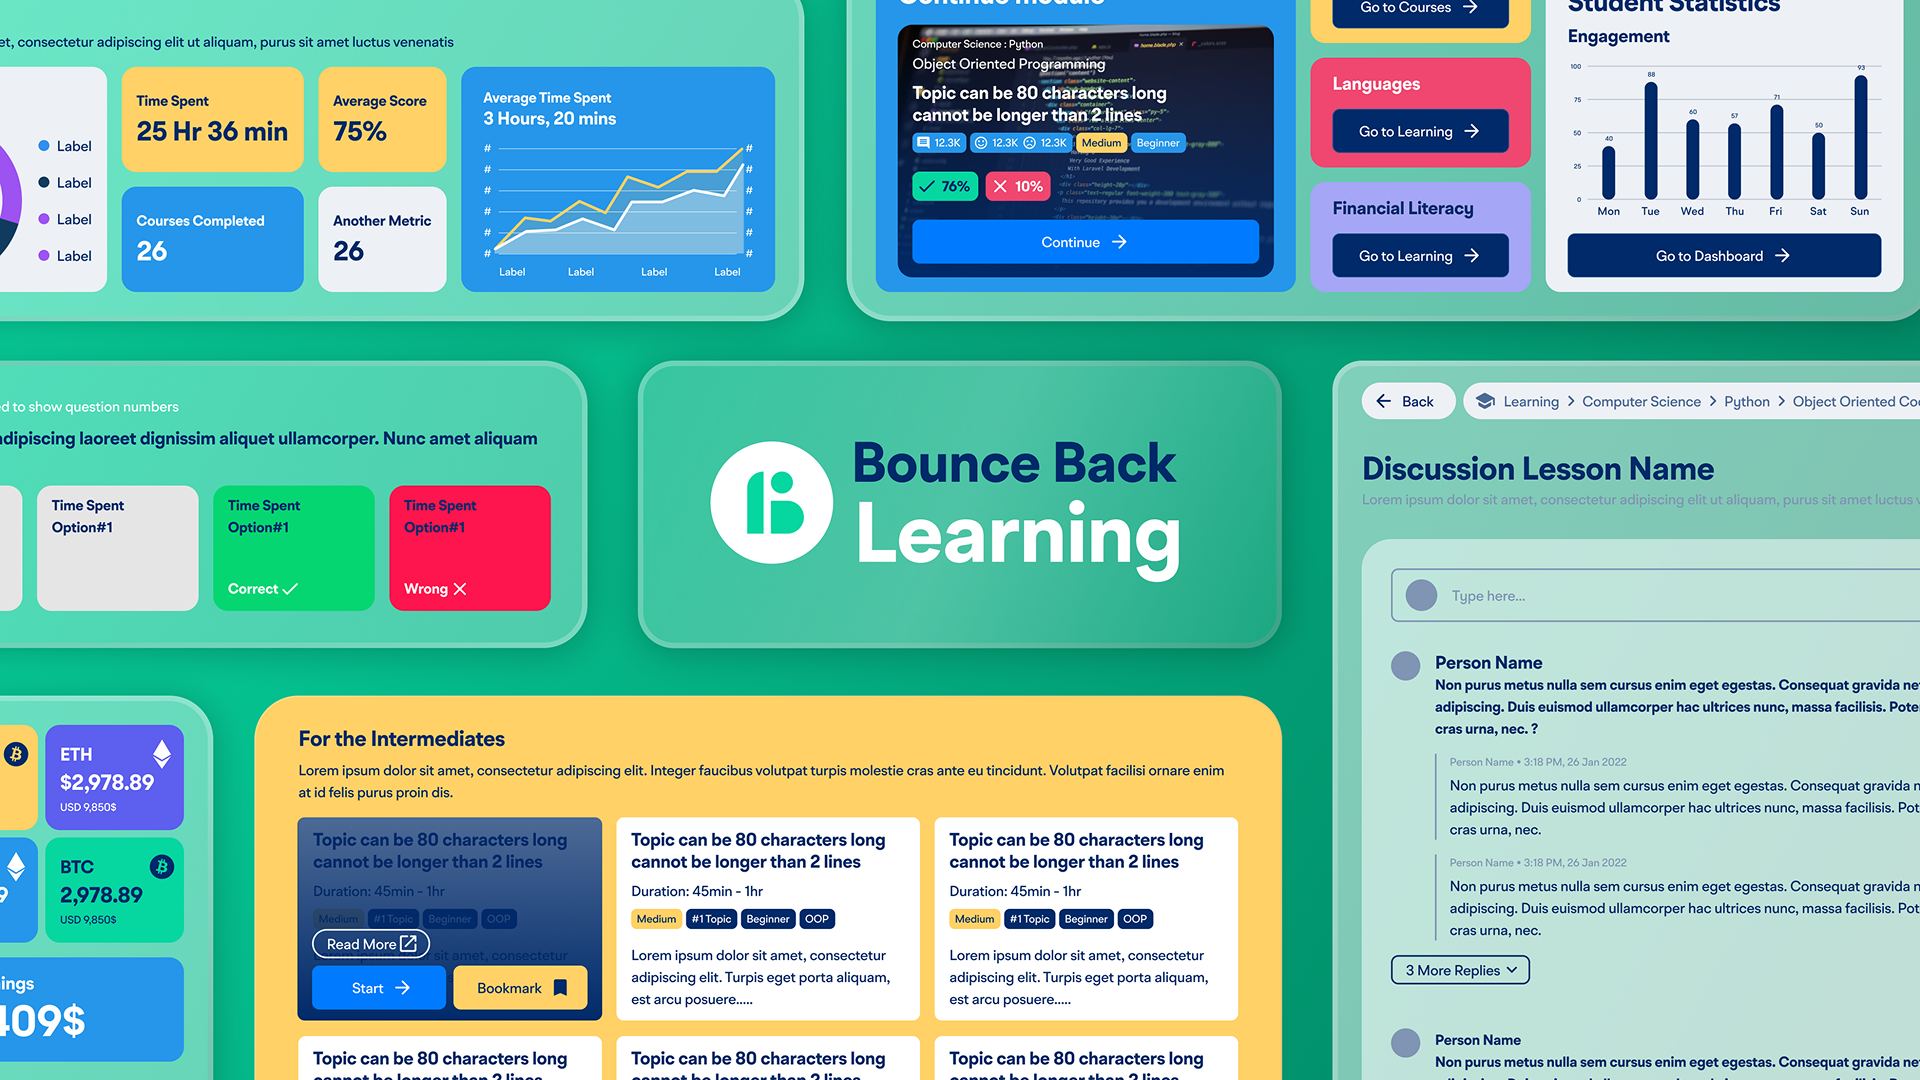 et, consectetur adipiscing elit ut aliquam, purus sit amet luctus venenatis
Label
Label
Label
Label
Time Spent
25 Hr 36 min
Average Score
75%
Courses Completed
26
Another Metric
26
Average Time Spent
3 Hours, 20 mins
# #
# #
# #
# #
# #
# #
Label Label Label Label
Continue module
Computer Science : Python
Object Oriented Programming
Topic can be 80 characters long
cannot be longer than 2 lines
12.3K 12.3K 12.3K Medium Beginner
76% 10%
Continue
Go to Courses
Languages
Go to Learning
Financial Literacy
Go to Learning
Student Statistics
Engagement
100
75
50
25
0
40 88 60 57 71 50 93
Mon Tue Wed Thu Fri Sat Sun
Go to Dashboard
ed to show question numbers
adipiscing laoreet dignissim aliquet ullamcorper. Nunc amet aliquam
Time Spent
Option#1
Time Spent
Option#1
Correct
Time Spent
Option#1
Wrong
Bounce Back
Learning
Back
Learning > Computer Science > Python > Object Oriented Co
Discussion Lesson Name
Lorem ipsum dolor sit amet, consectetur adipiscing elit ut aliquam, purus sit amet luctus v
Type here...
Person Name
Non purus metus nulla sem cursus enim eget egestas. Consequat gravida ne
adipiscing. Duis euismod ullamcorper hac ultrices nunc, massa facilisis. Pote
cras urna, nec. ?
Person Name • 3:18 PM, 26 Jan 2022
Non purus metus nulla sem cursus enim eget egestas. Consequat gravida n
adipiscing. Duis euismod ullamcorper hac ultrices nunc, massa facilisis. Pot
cras urna, nec.
Person Name • 3:18 PM, 26 Jan 2022
Non purus metus nulla sem cursus enim eget egestas. Consequat gravida n
adipiscing. Duis euismod ullamcorper hac ultrices nunc, massa facilisis. Pot
cras urna, nec.
3 More Replies
Person Name
Non purus metus nulla sem cursus enim eget egestas. Consequat gravida ne
ETH
$2,978.89
USD 9,850$
9
BTC
2,978.89
USD 9,850$
ings
409$
For the Intermediates
Lorem ipsum dolor sit amet, consectetur adipiscing elit. Integer faucibus volutpat turpis molestie cras ante eu tincidunt. Volutpat facilisi ornare enim
at id felis purus proin dis.
Topic can be 80 characters long
cannot be longer than 2 lines
Duration: 45min - 1hr
Medium #1 Topic Beginner OOP
Read More
Start
Bookmark
Topic can be 80 characters long
cannot be longer than 2 lines
Duration: 45min - 1hr
Medium #1 Topic Beginner OOP
Lorem ipsum dolor sit amet, consectetur
adipiscing elit. Turpis eget porta aliquam,
est arcu posuere.....
Topic can be 80 characters long
cannot be longer than 2 lines
Duration: 45min - 1hr
Medium #1 Topic Beginner OOP
Lorem ipsum dolor sit amet, consectetur
adipiscing elit. Turpis eget porta aliquam,
est arcu posuere.....
Topic can be 80 characters long
Topic can be 80 characters long
Topic can be 80 characters long